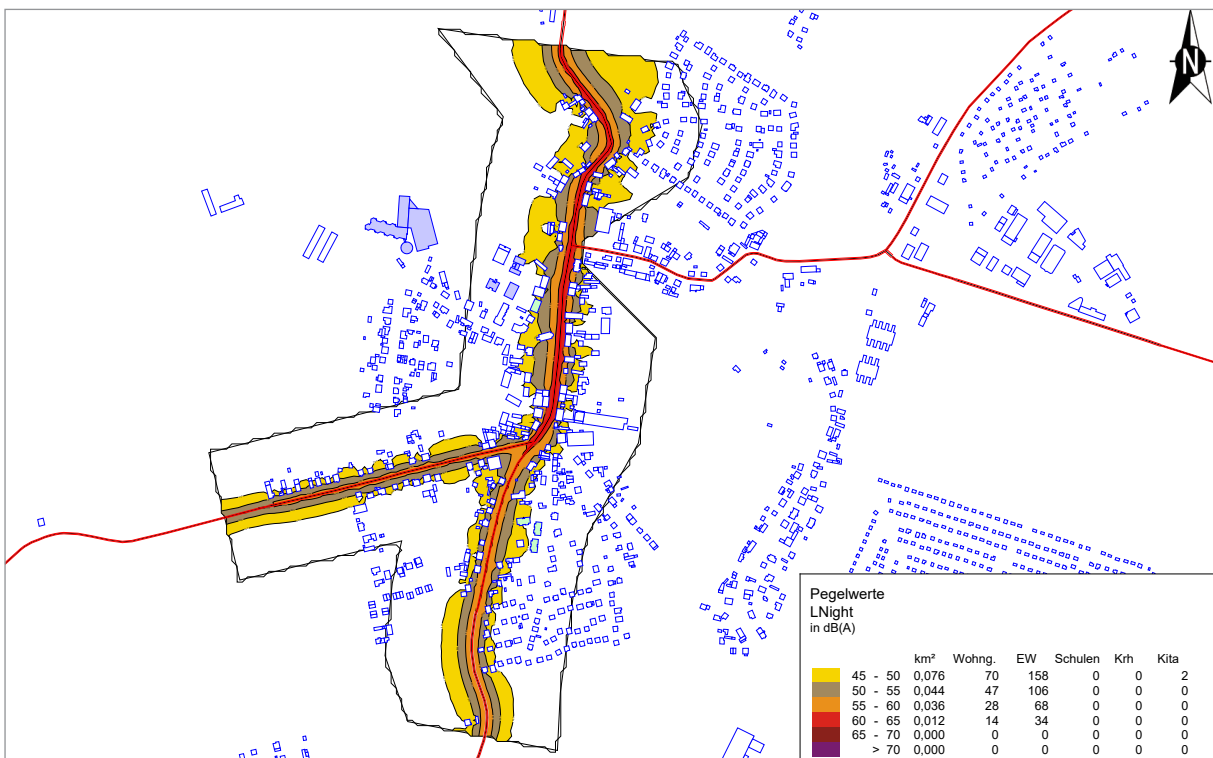 N
Pegelwerte
LNight
in dB(A)
km² Wohng. EW Schulen Krh Kita
45 - 50 0,076 70 158 0 0 2
50 - 55 0,044 47 106 0 0 0
55 - 60 0,036 28 68 0 0 0
60 - 65 0,012 14 34 0 0 0
65 - 70 0,000 0 0 0 0 0
> 70 0,000 0 0 0 0 0